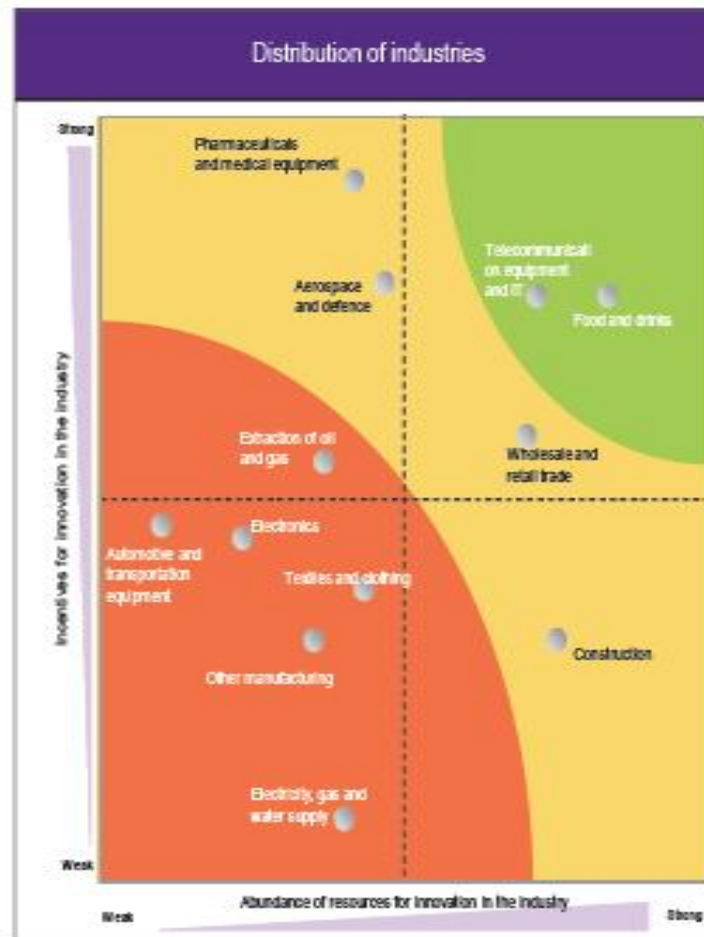 Distribution of industries
Strong
Pharmaceuticals
and medical equipment
Telecommunicati
on equipment
and IT
Aerospace
and defence
Food and drinks
Extraction of oil
and gas
Wholesale and
retail trade
Incentives for innovation in the industry
Electronics
Automotive and
transportation
equipment
Textiles and clothing
Construction
Other manufacturing
Electricity, gas and
water supply
Weak
Abundance of resources for innovation in the industry
Weak
Strong